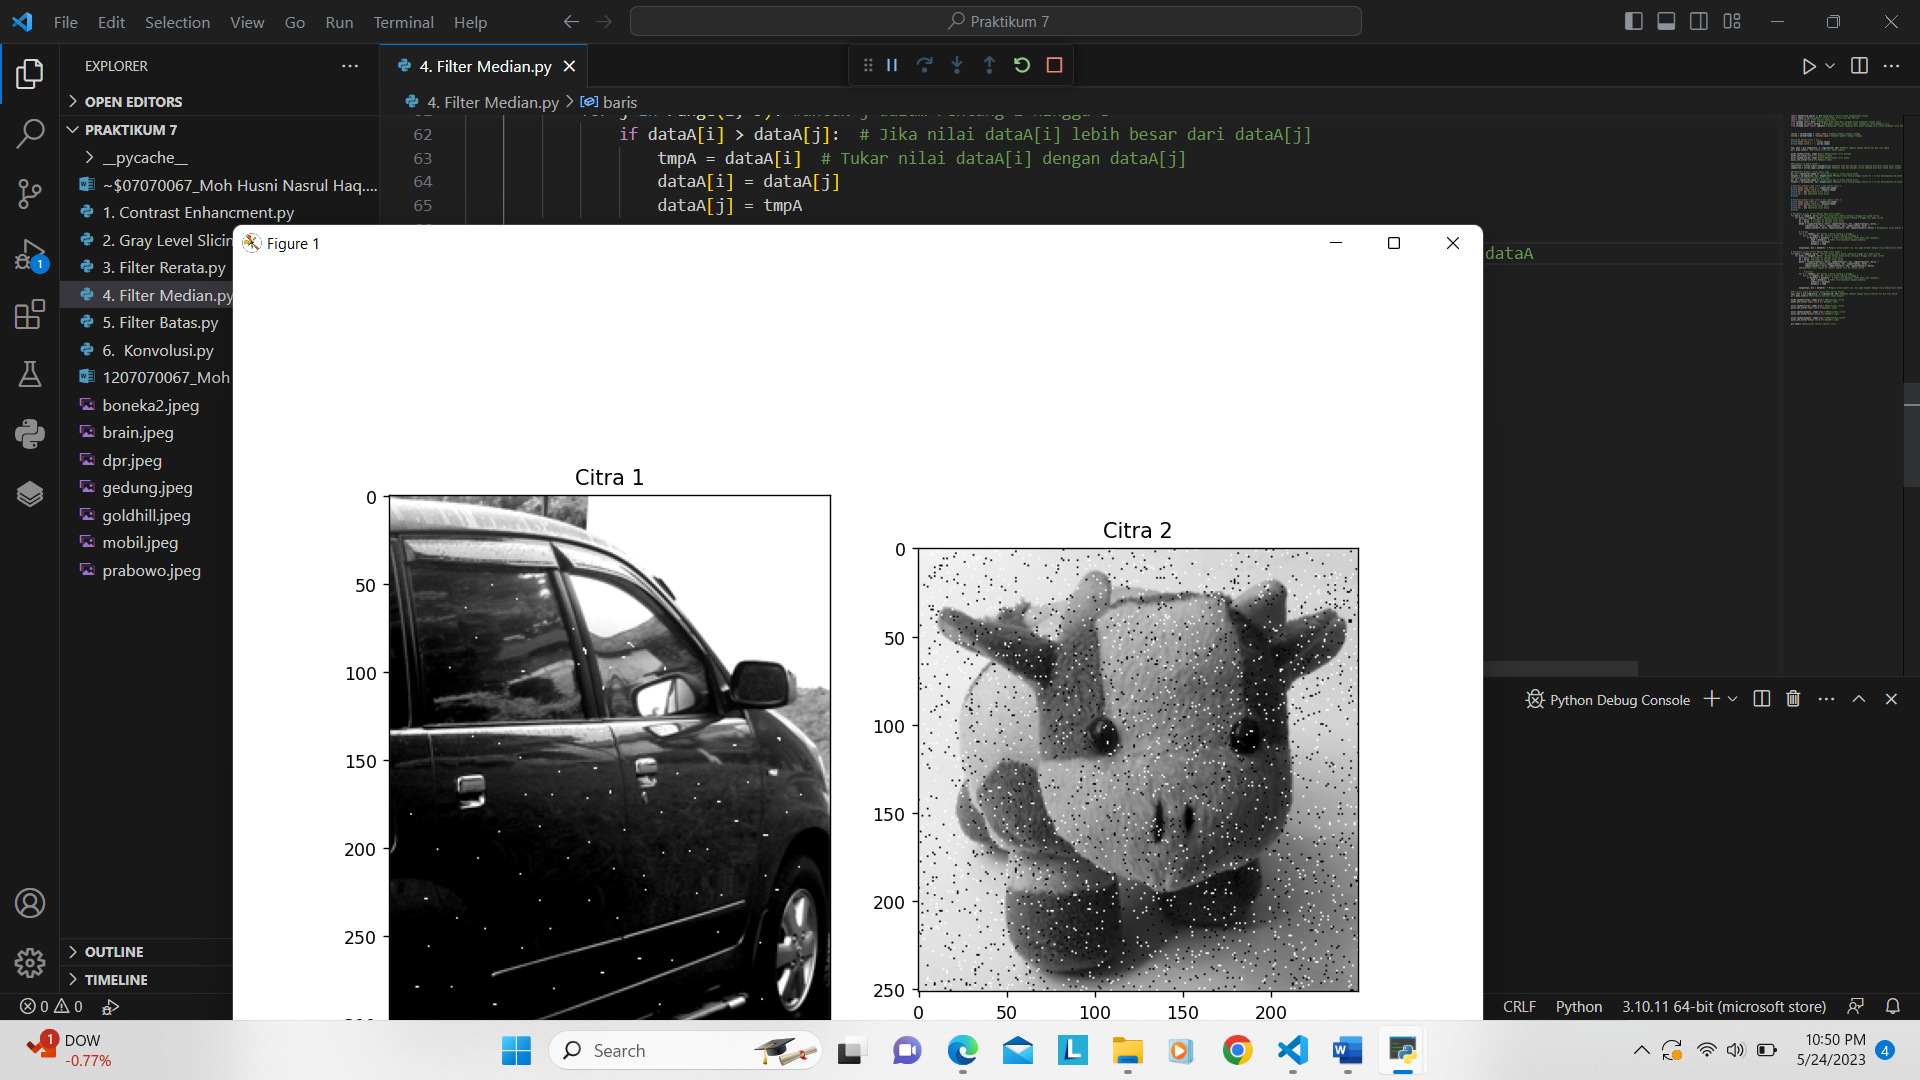 File Edit Selection View Go Run Terminal Help
Praktikum 7
EXPLORER
4. Filter Median.py
OPEN EDITORS
4. Filter Median.py > baris
PRAKTIKUM 7
__pycache__
~$07070067_Moh Husni Nasrul Haq....
1. Contrast Enhancment.py
2. Gray Level Slicin
3. Filter Rerata.py
4. Filter Median.py
5. Filter Batas.py
6. Konvolusi.py
1207070067_Moh
boneka2.jpeg
brain.jpeg
dpr.jpeg
gedung.jpeg
goldhill.jpeg
mobil.jpeg
prabowo.jpeg
OUTLINE
TIMELINE
62 if dataA[i] > dataA[j]: # Jika nilai dataA[i] lebih besar dari dataA[j]
63 tmpA = dataA[i] # Tukar nilai dataA[i] dengan dataA[j]
64 dataA[i] = dataA[j]
65 dataA[j] = tmpA
dataA
Figure 1
Citra 1
0
50
100
150
200
250
Citra 2
0
50
100
150
200
250
0 50 100 150 200
Python Debug Console
0 0
CRLF Python 3.10.11 64-bit (microsoft store)
1
1
DOW
-0.77%
Search
10:50 PM
5/24/2023
4